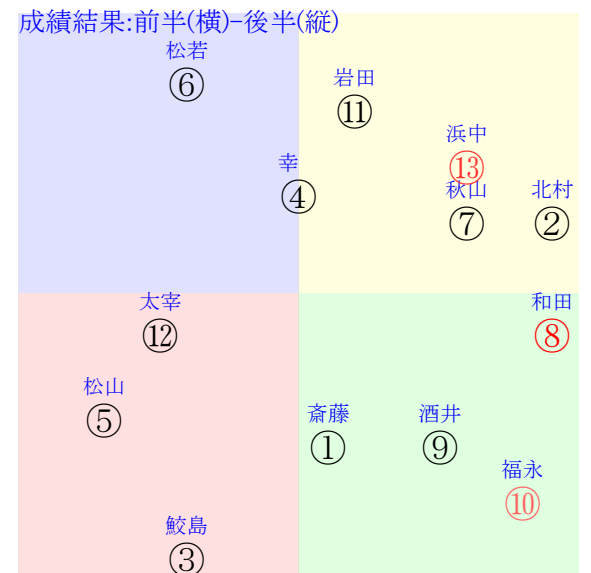 成績結果:前半(横)-後半(縦)
松若
⑥
岩田
⑪
浜中
⑬
幸
④
秋山
⑦
北村
②
太宰
⑫
和田
⑧
松山
⑤
斎藤
①
酒井
⑨
福永
⑩
鮫島
③